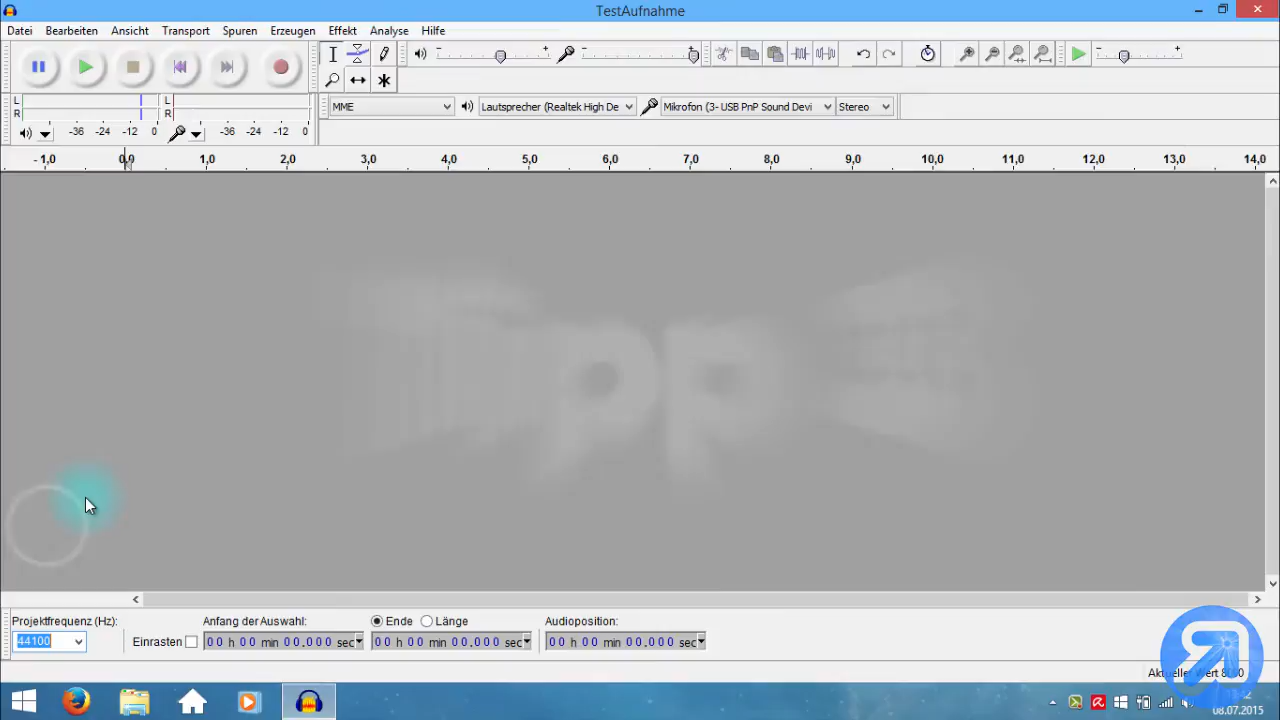 TestAufnahme
Datei Bearbeiten Ansicht Transport Spuren Erzeugen Effekt Analyse Hilfe
L
R
-36 -24 -12 0
L
R
-36 -24 -12 0
MME
Lautsprecher (Realtek High De
Mikrofon (3- USB PnP Sound Devi
Stereo
- 1,0 0,0 1,0 2,0 3,0 4,0 5,0 6,0 7,0 8,0 9,0 10,0 11,0 12,0 13,0 14,0
pp
Projektfrequenz (Hz): Anfang der Auswahl: Ende Länge Audioposition:
44100 Einrasten 00 h 00 min 00.000 sec 00 h 00 min 00.000 sec 00 h 00 min 00.000 sec
Aktueller Wert
08.07.2015